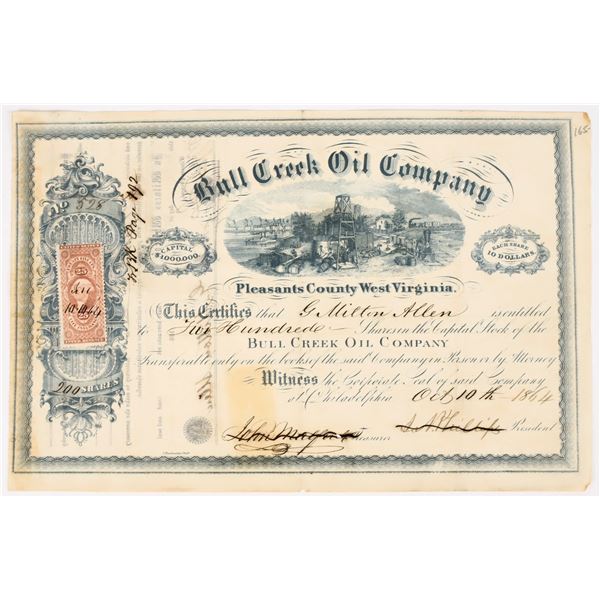 165-
Bull Creek Oil Company
No 528
CAPITAL
$1,000,000.
EACH SHARE
10 DOLLARS
Pleasants County West Virginia.
This Certifies that G Milton Allen is entitled
to Two Hundred Shares in the Capital Stock of the
BULL CREEK OIL COMPANY
Transferable only on the books of the said Company in Person or by Attorney
Witness the Corporate Seal of said Company
at Philadelphia Oct 10th 1864
Treasurer
President
25
200 SHARES